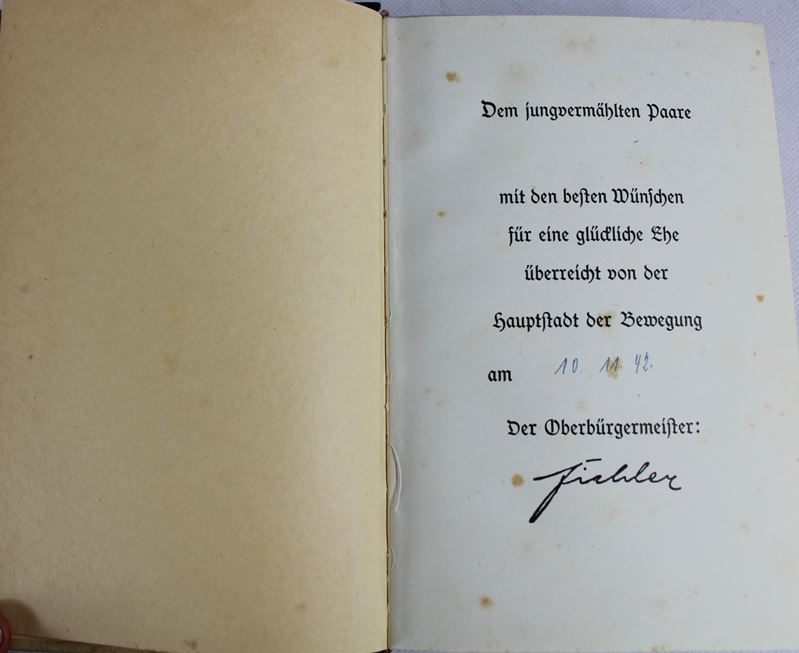 Dem jungvermählten Paare
mit den besten Wünschen
für eine glückliche Ehe
überreicht von der
Hauptstadt der Bewegung
am 10. 11 42.
Der Oberbürgermeister:
Fiehler